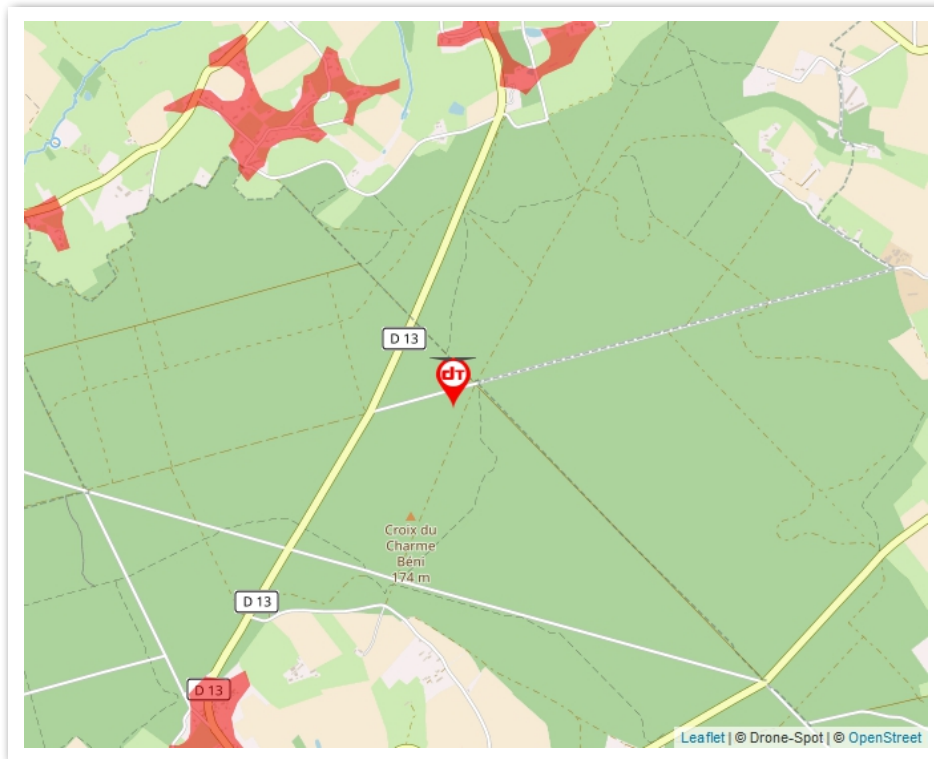 D 13
dT
Croix du
Charme
Béni
174 m
D 13
D 13
Leaflet | © Drone-Spot | © OpenStreet